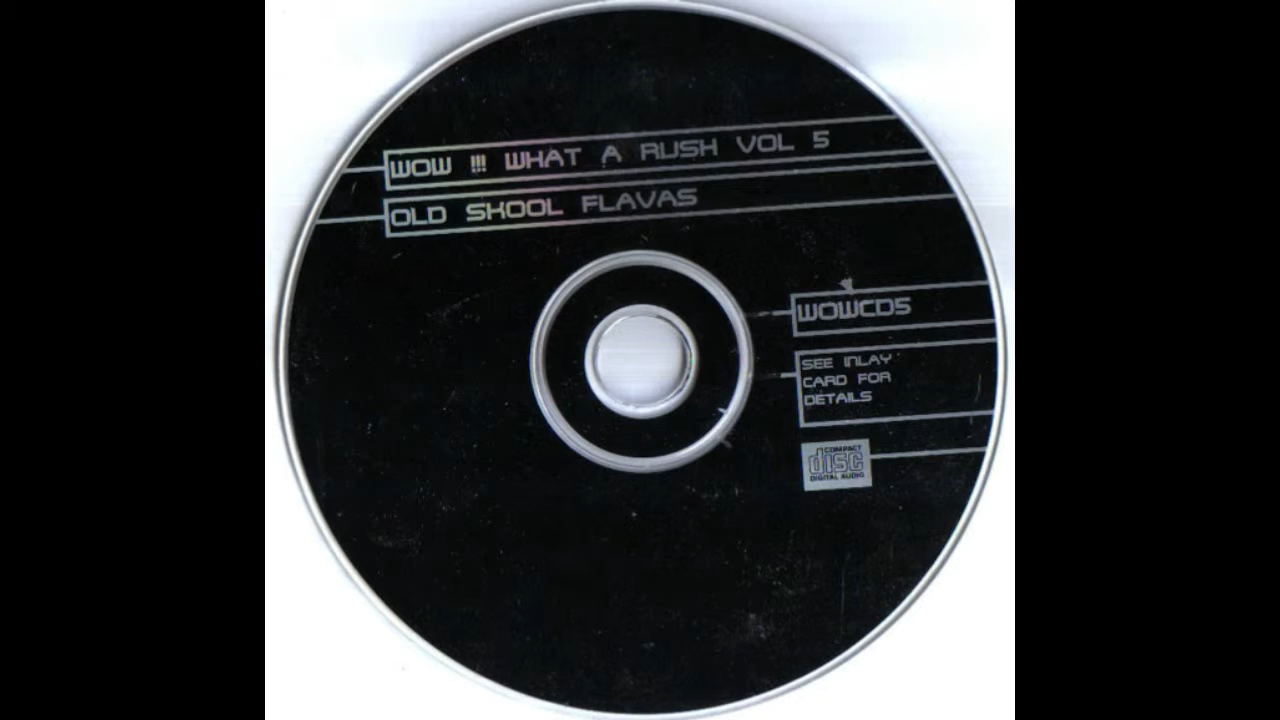 WOW !!! WHAT A RUSH VOL 5
OLD SKOOL FLAVAS
WOWCD5
SEE INLAY
CARD FOR
DETAILS
COMPACT
disc
DIGITAL AUDIO